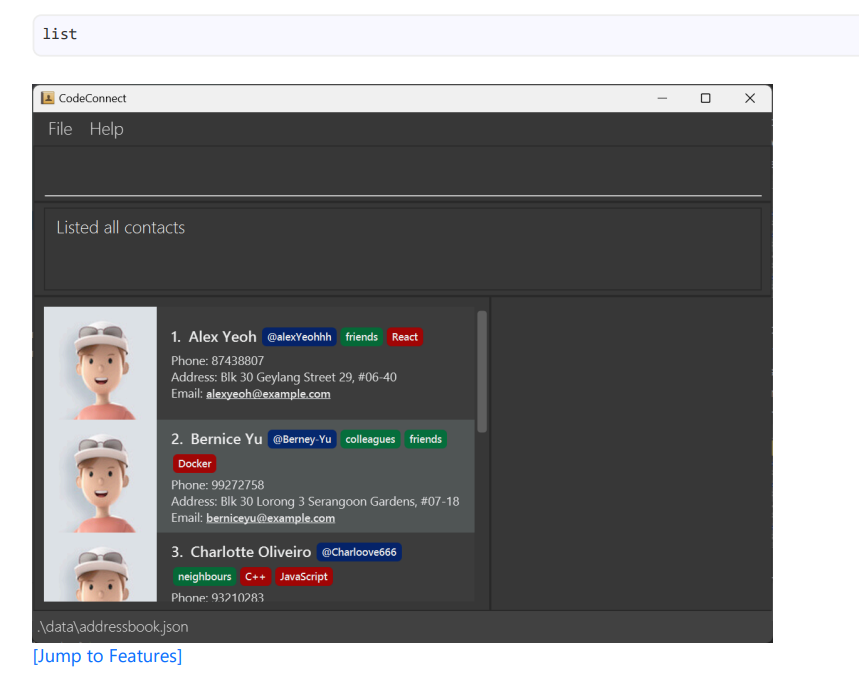 list
CodeConnect
File Help
Listed all contacts
1. Alex Yeoh @alexYeohhh friends React
Phone: 87438807
Address: Blk 30 Geylang Street 29, #06-40
Email: alexyeoh@example.com
2. Bernice Yu @Berney-Yu colleagues friends
Docker
Phone: 99272758
Address: Blk 30 Lorong 3 Serangoon Gardens, #07-18
Email: berniceyu@example.com
3. Charlotte Oliveiro @Charloove666
neighbours C++ JavaScript
Phone: 93210283
.\data\addressbook.json
[Jump to Features]